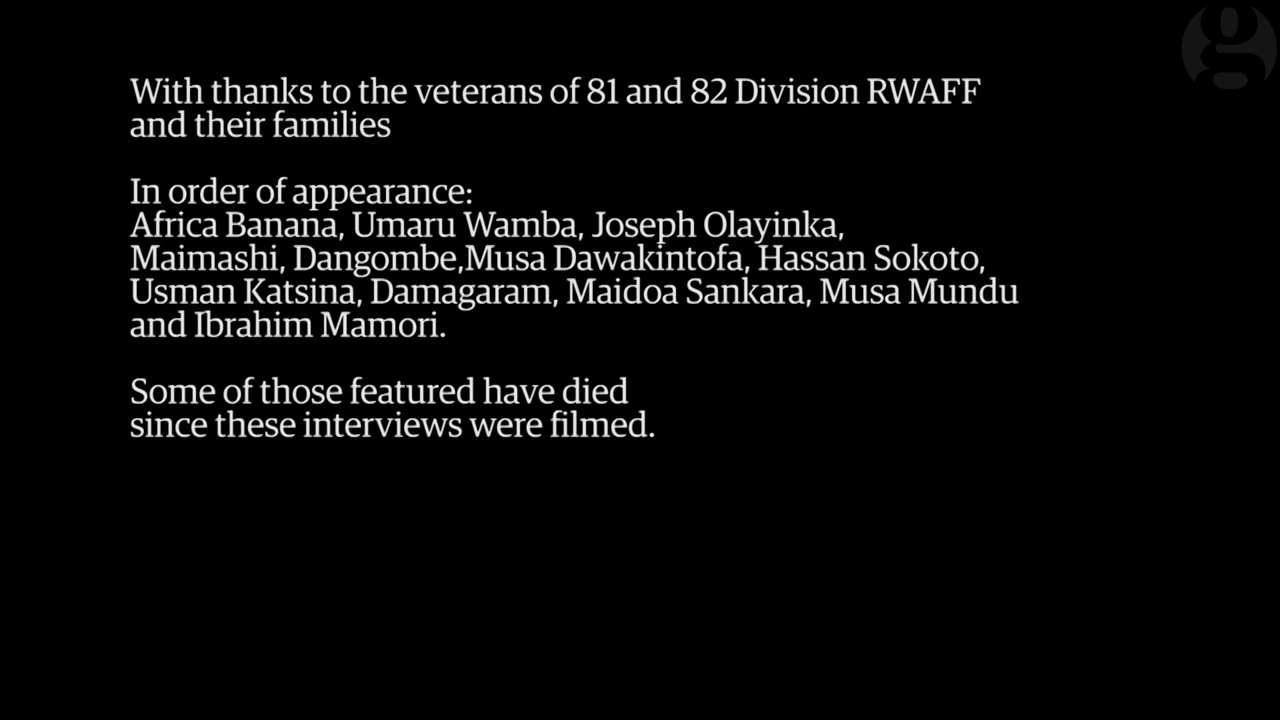 With thanks to the veterans of 81 and 82 Division RWAFF
and their families
In order of appearance:
Africa Banana, Umaru Wamba, Joseph Olayinka,
Maimashi, Dangombe,Musa Dawakintofa, Hassan Sokoto,
Usman Katsina, Damagaram, Maidoa Sankara, Musa Mundu
and Ibrahim Mamori.
Some of those featured have died
since these interviews were filmed.
g